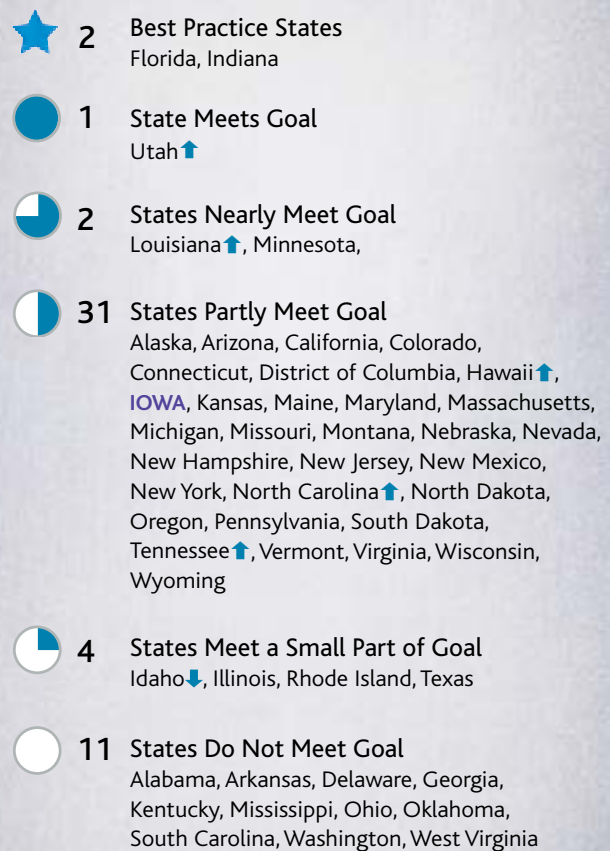 2 Best Practice States
Florida, Indiana
1 State Meets Goal
Utah⬆
2 States Nearly Meet Goal
Louisiana⬆, Minnesota,
31 States Partly Meet Goal
Alaska, Arizona, California, Colorado,
Connecticut, District of Columbia, Hawaii⬆,
IOWA, Kansas, Maine, Maryland, Massachusetts,
Michigan, Missouri, Montana, Nebraska, Nevada,
New Hampshire, New Jersey, New Mexico,
New York, North Carolina⬆, North Dakota,
Oregon, Pennsylvania, South Dakota,
Tennessee⬆, Vermont, Virginia, Wisconsin,
Wyoming
4 States Meet a Small Part of Goal
Idaho⬇, Illinois, Rhode Island, Texas
11 States Do Not Meet Goal
Alabama, Arkansas, Delaware, Georgia,
Kentucky, Mississippi, Ohio, Oklahoma,
South Carolina, Washington, West Virginia